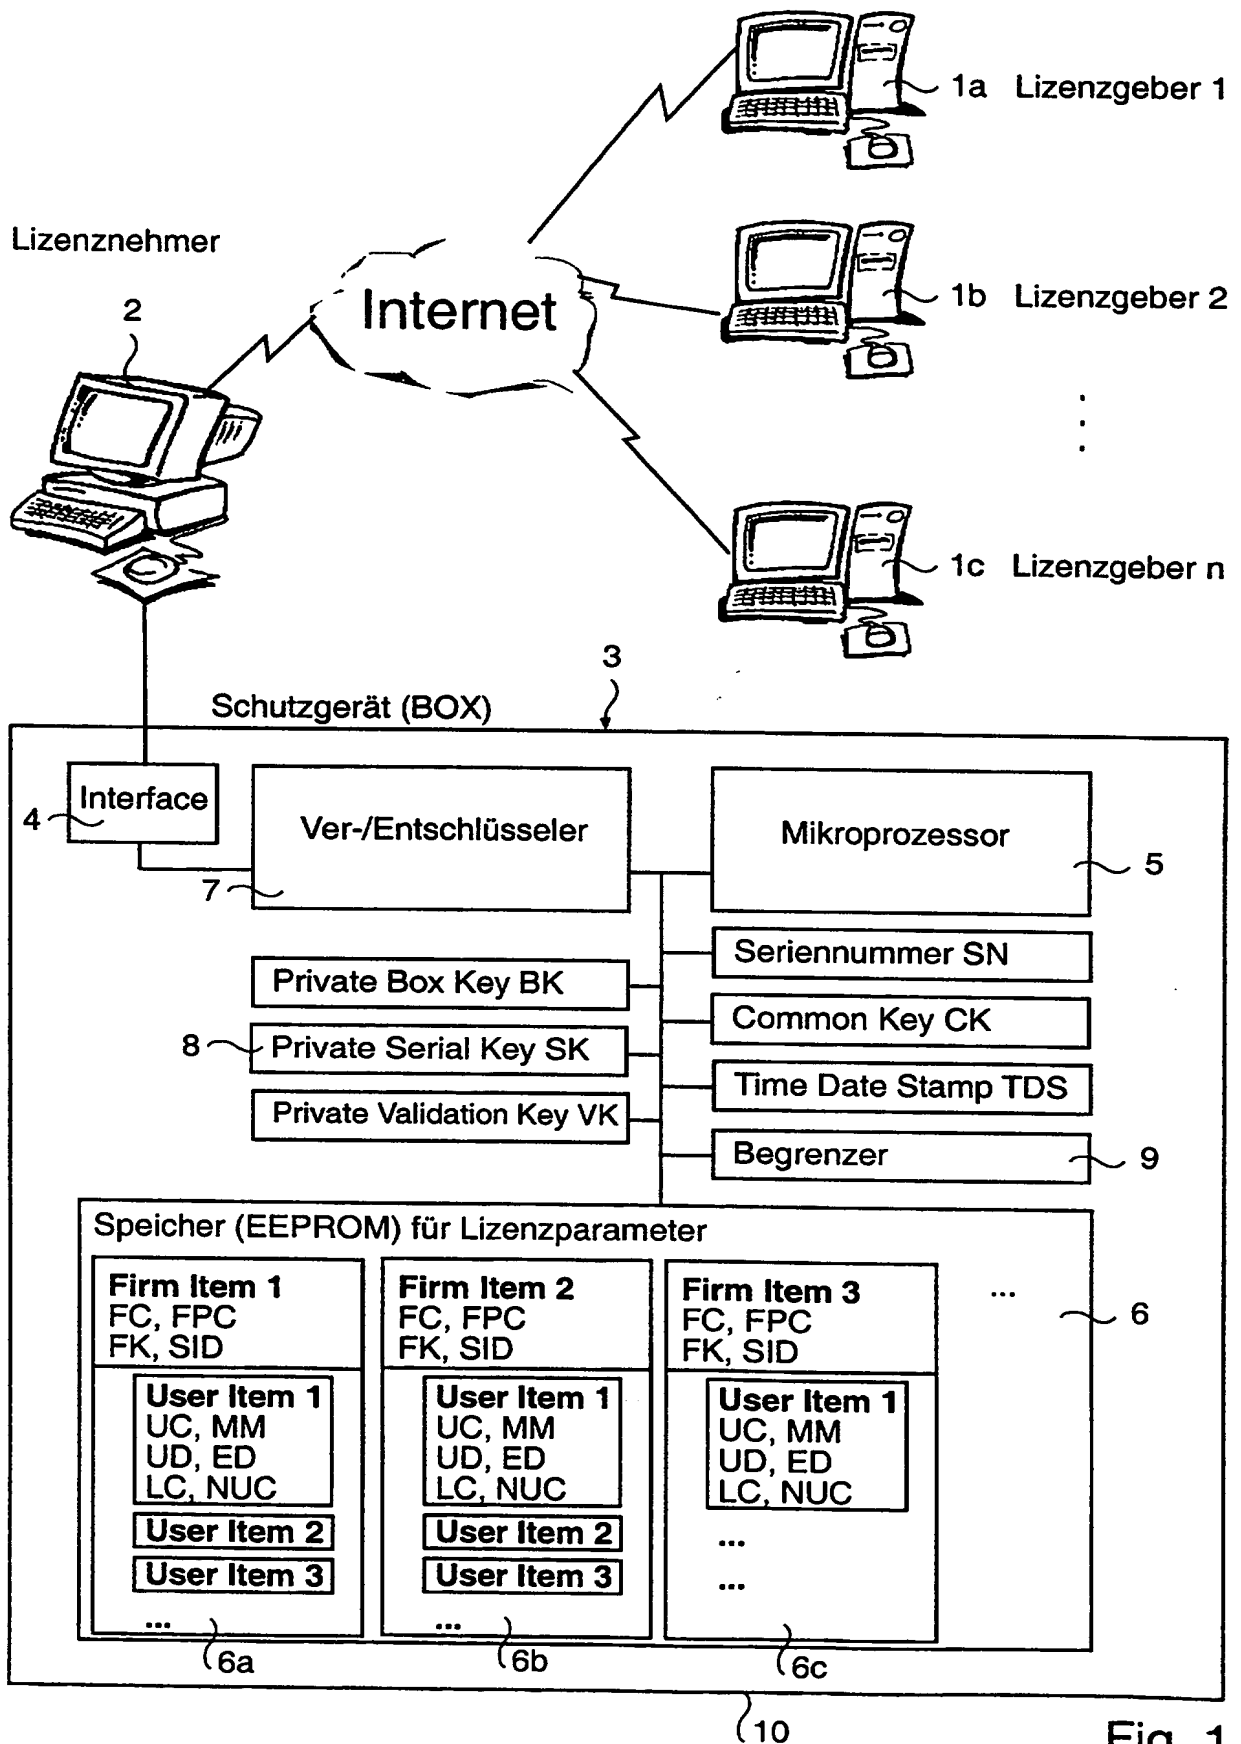 1a Lizenzgeber 1
Lizenznehmer
2
Internet
1b Lizenzgeber 2
1c Lizenzgeber n
3
Schutzgerät (BOX)
Interface
4
Ver-/Entschlüsseler
7
Mikroprozessor
5
Seriennummer SN
Private Box Key BK
Common Key CK
8
Private Serial Key SK
Time Date Stamp TDS
Private Validation Key VK
Begrenzer
9
Speicher (EEPROM) für Lizenzparameter
Firm Item 1
FC, FPC
FK, SID
User Item 1
UC, MM
UD, ED
LC, NUC
User Item 2
User Item 3
...
6a
Firm Item 2
FC, FPC
FK, SID
User Item 1
UC, MM
UD, ED
LC, NUC
User Item 2
User Item 3
...
6b
Firm Item 3
FC, FPC
FK, SID
User Item 1
UC, MM
UD, ED
LC, NUC
...
...
6c
...
6
10
Fig. 1